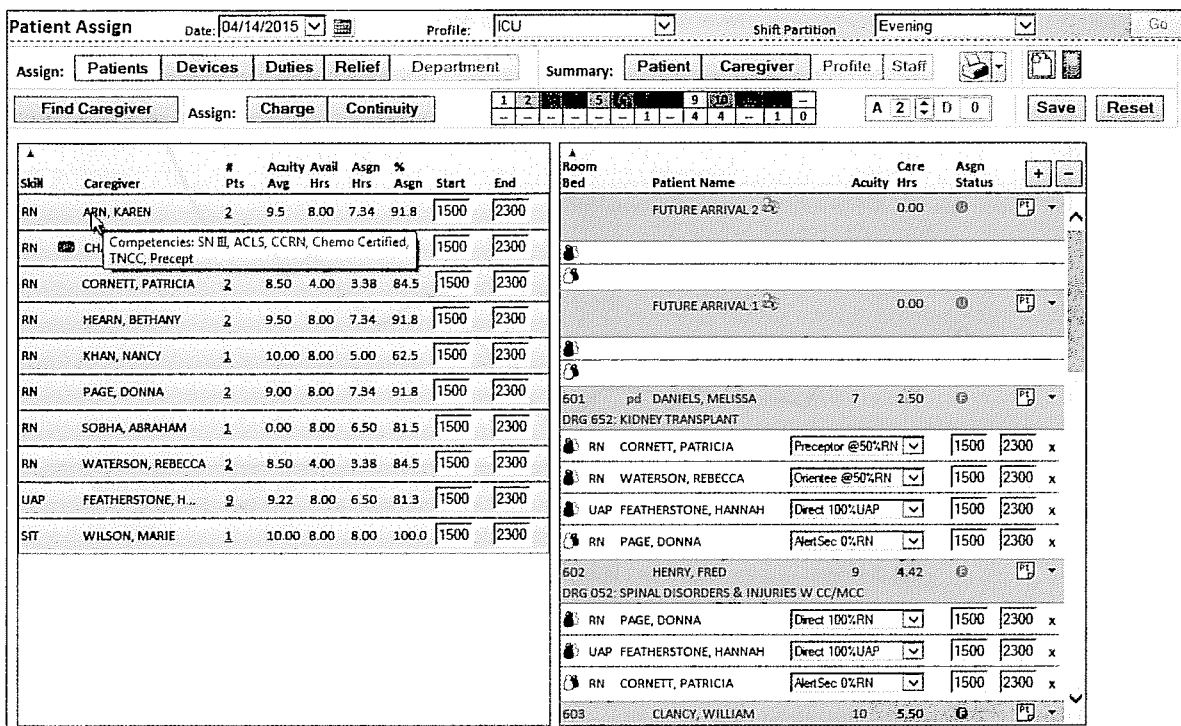 Patient Assign Date: 04/14/2015 Profile: ICU Shift Partition Evening Go
Assign: Patients Devices Duties Relief Department Summary: Patient Caregiver Profile Staff
Find Caregiver Assign: Charge Continuity 1 2 5 9 10 -- A 2 D 0 Save Reset
-- -- -- -- -- -- 1 -- 4 4 -- 1 0
Skill Caregiver # Pts Acuity Avg Avail Hrs Asgn Hrs % Asgn Start End
RN ARN, KAREN 2 9.5 8.00 7.34 91.8 1500 2300
RN CH 1500 2300
Competencies: SN III, ACLS, CCRN, Chemo Certified,
TNCC, Precept
RN CORNETT, PATRICIA 2 8.50 4.00 3.38 84.5 1500 2300
RN HEARN, BETHANY 2 9.50 8.00 7.34 91.8 1500 2300
RN KHAN, NANCY 1 10.00 8.00 5.00 62.5 1500 2300
RN PAGE, DONNA 2 9.00 8.00 7.34 91.8 1500 2300
RN SOBHA, ABRAHAM 1 0.00 8.00 6.50 81.5 1500 2300
RN WATERSON, REBECCA 2 8.50 4.00 3.38 84.5 1500 2300
UAP FEATHERSTONE, H... 9 9.22 8.00 6.50 81.3 1500 2300
SIT WILSON, MARIE 1 10.00 8.00 8.00 100.0 1500 2300
Room Bed Patient Name Acuity Care Hrs Asgn Status + -
FUTURE ARRIVAL 2 0.00 Pt
FUTURE ARRIVAL 1 0.00 Pt
601 pd DANIELS, MELISSA 7 2.50 Pt
DRG 652: KIDNEY TRANSPLANT
RN CORNETT, PATRICIA Preceptor @50%RN 1500 2300 x
RN WATERSON, REBECCA Orientee @50%RN 1500 2300 x
UAP FEATHERSTONE, HANNAH Direct 100%UAP 1500 2300 x
RN PAGE, DONNA AlertSec 0%RN 1500 2300 x
602 HENRY, FRED 9 4.42 Pt
DRG 052: SPINAL DISORDERS & INJURIES W CC/MCC
RN PAGE, DONNA Direct 100%RN 1500 2300 x
UAP FEATHERSTONE, HANNAH Direct 100%UAP 1500 2300 x
RN CORNETT, PATRICIA AlertSec 0%RN 1500 2300 x
603 CLANCY, WILLIAM 10 5.50 Pt